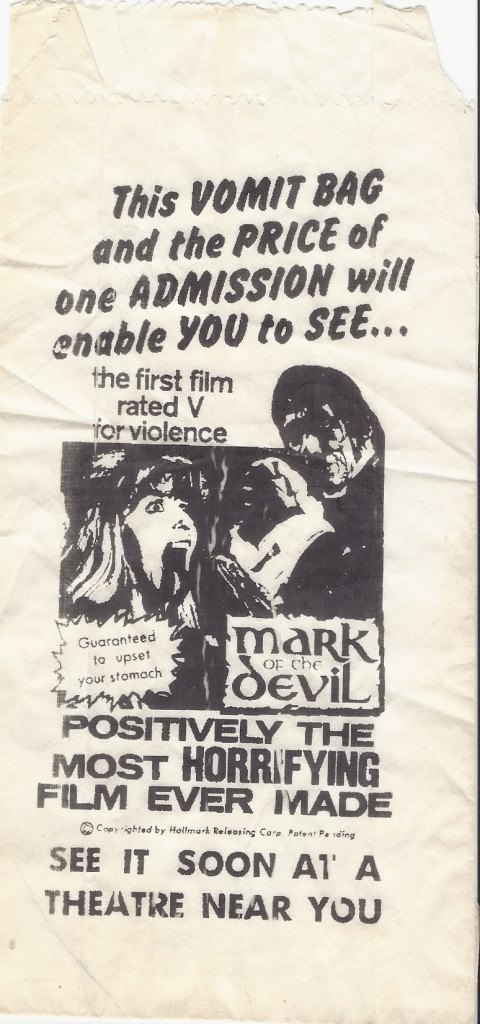 This VOMIT BAG
and the PRICE of
one ADMISSION will
enable YOU to SEE...
the first film
rated V
for violence
Guaranteed
to upset
your stomach
mark
of the
devil
POSITIVELY THE
MOST HORRIFYING
FILM EVER MADE
© Copyrighted by Hallmark Releasing Corp. Patent Pending
SEE IT SOON AT A
THEATRE NEAR YOU